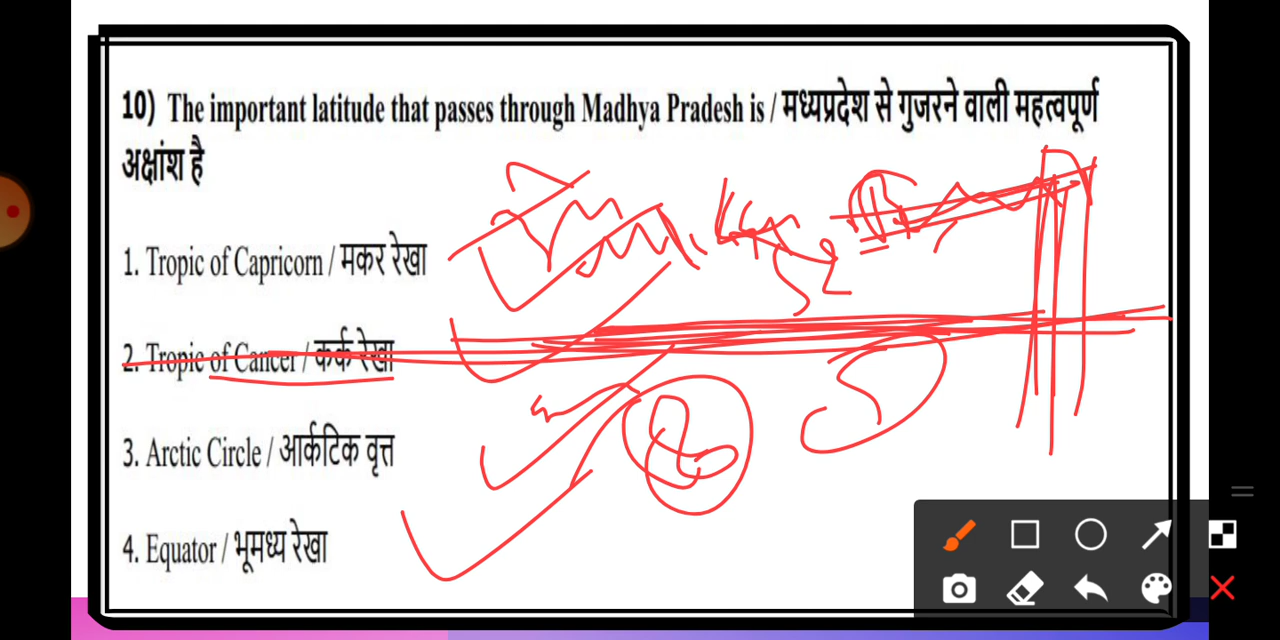 10) The important latitude that passes through Madhya Pradesh is / मध्यप्रदेश से गुजरने वाली महत्वपूर्ण
अक्षांश है
1. Tropic of Capricorn / मकर रेखा
2. Tropic of Cancer / कर्क रेखा
3. Arctic Circle / आर्कटिक वृत्त
4. Equator / भूमध्य रेखा